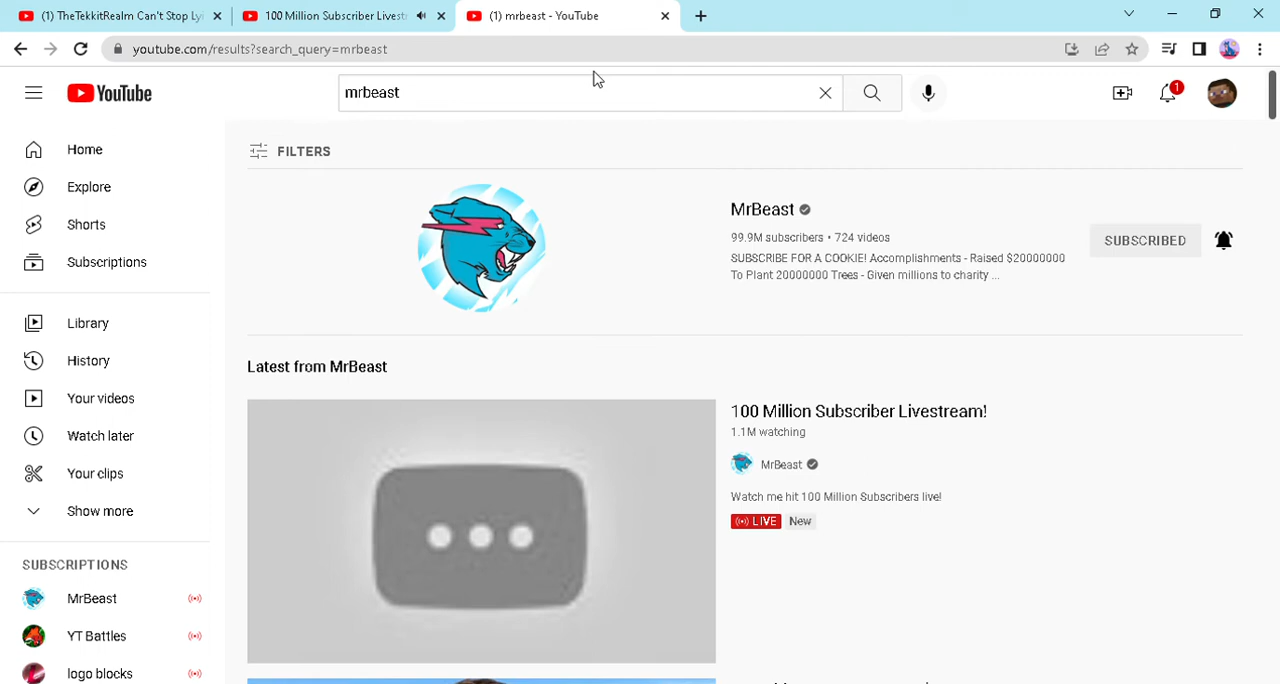 (1) TheTekkitRealm Can't Stop Lyi
100 Million Subscriber Livestr
(1) mrbeast - YouTube
youtube.com/results?search_query=mrbeast
YouTube
mrbeast
1
Home
Explore
Shorts
Subscriptions
Library
History
Your videos
Watch later
Your clips
Show more
SUBSCRIPTIONS
MrBeast
YT Battles
logo blocks
FILTERS
MrBeast
99.9M subscribers • 724 videos
SUBSCRIBE FOR A COOKIE! Accomplishments - Raised $20000000
To Plant 20000000 Trees - Given millions to charity ...
SUBSCRIBED
Latest from MrBeast
100 Million Subscriber Livestream!
1.1M watching
MrBeast
Watch me hit 100 Million Subscribers live!
LIVE New